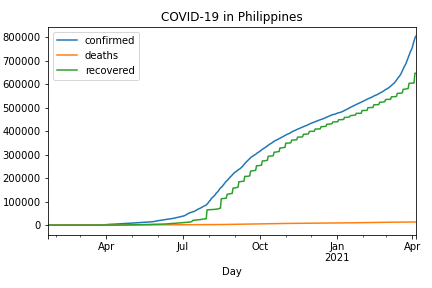 COVID-19 in Philippines
confirmed
deaths
recovered
800000
700000
600000
500000
400000
300000
200000
100000
0
Apr Jul Oct Jan Apr
2021
Day